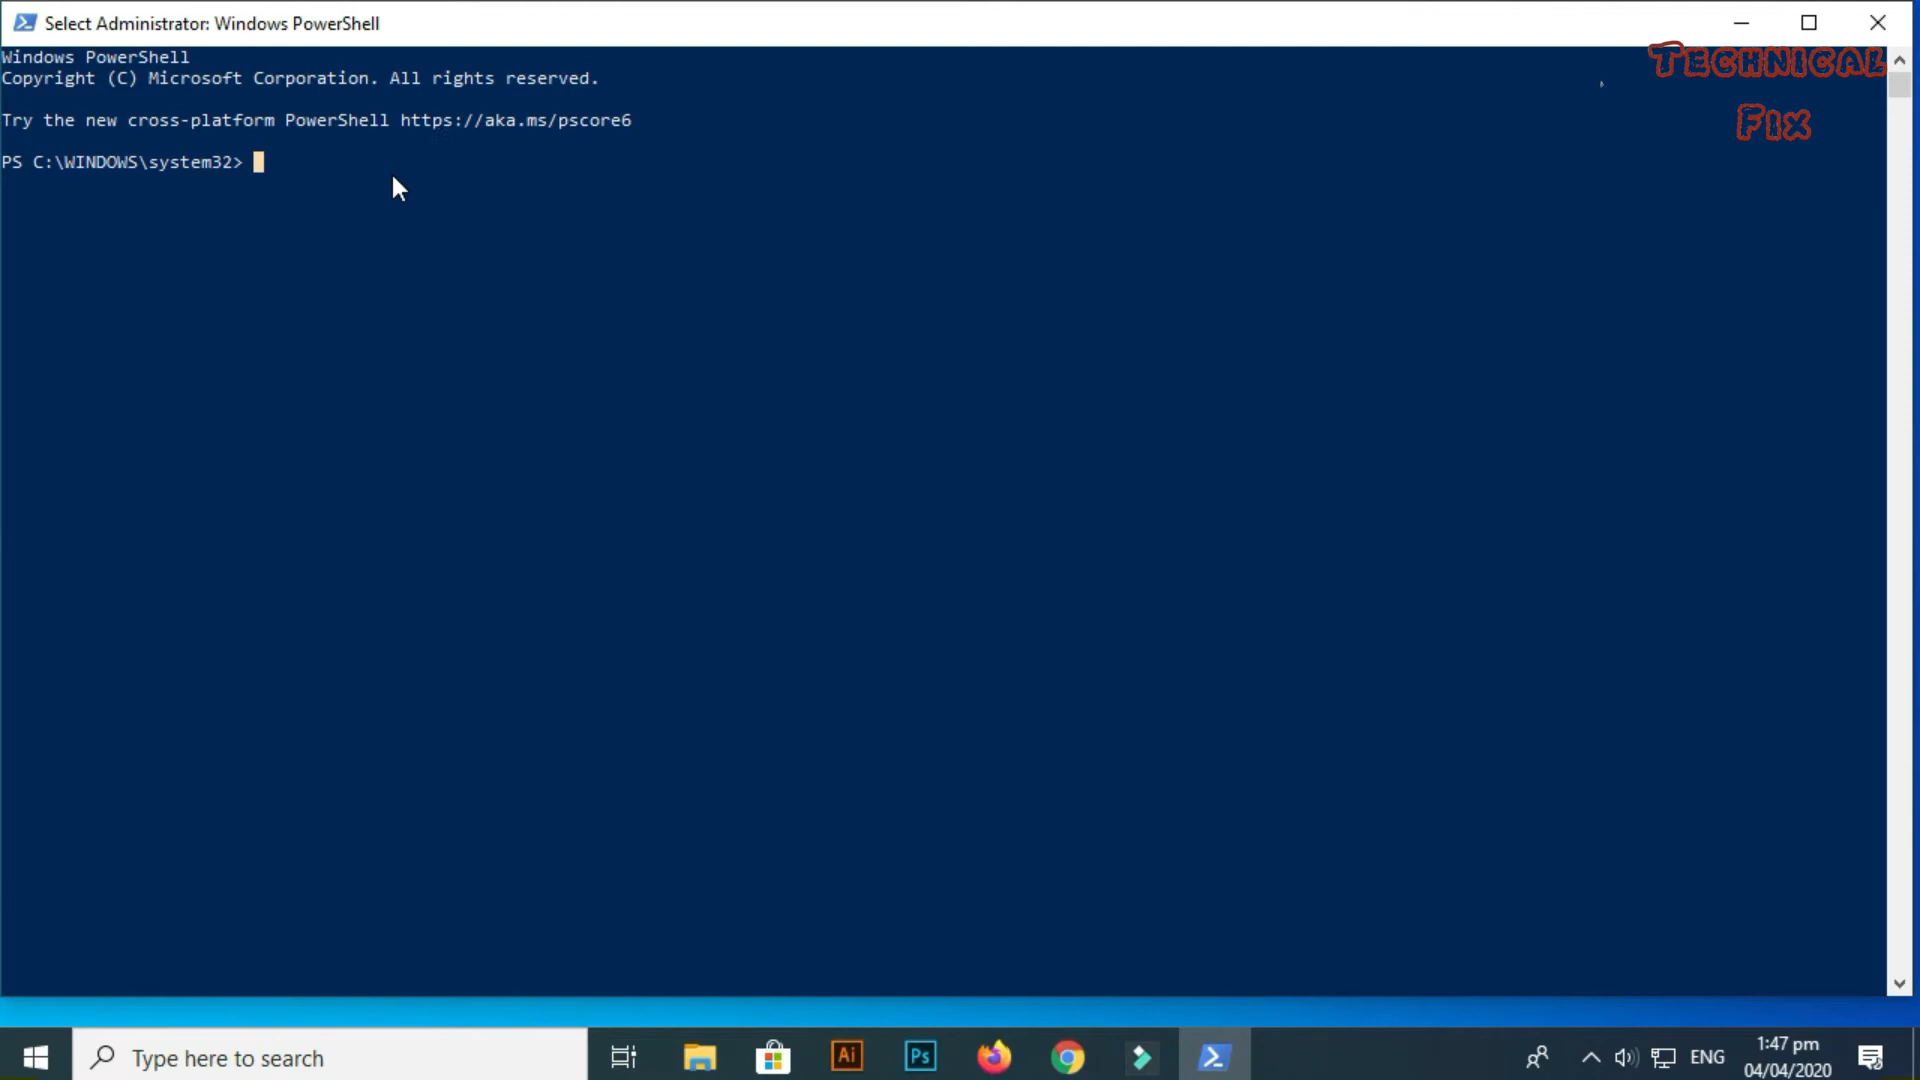 Select Administrator: Windows PowerShell
Windows PowerShell
Copyright (C) Microsoft Corporation. All rights reserved.
Try the new cross-platform PowerShell https://aka.ms/pscore6
PS C:\WINDOWS\system32>
Technical
Fix
Type here to search
Ai
Ps
ENG
1:47 pm
04/04/2020